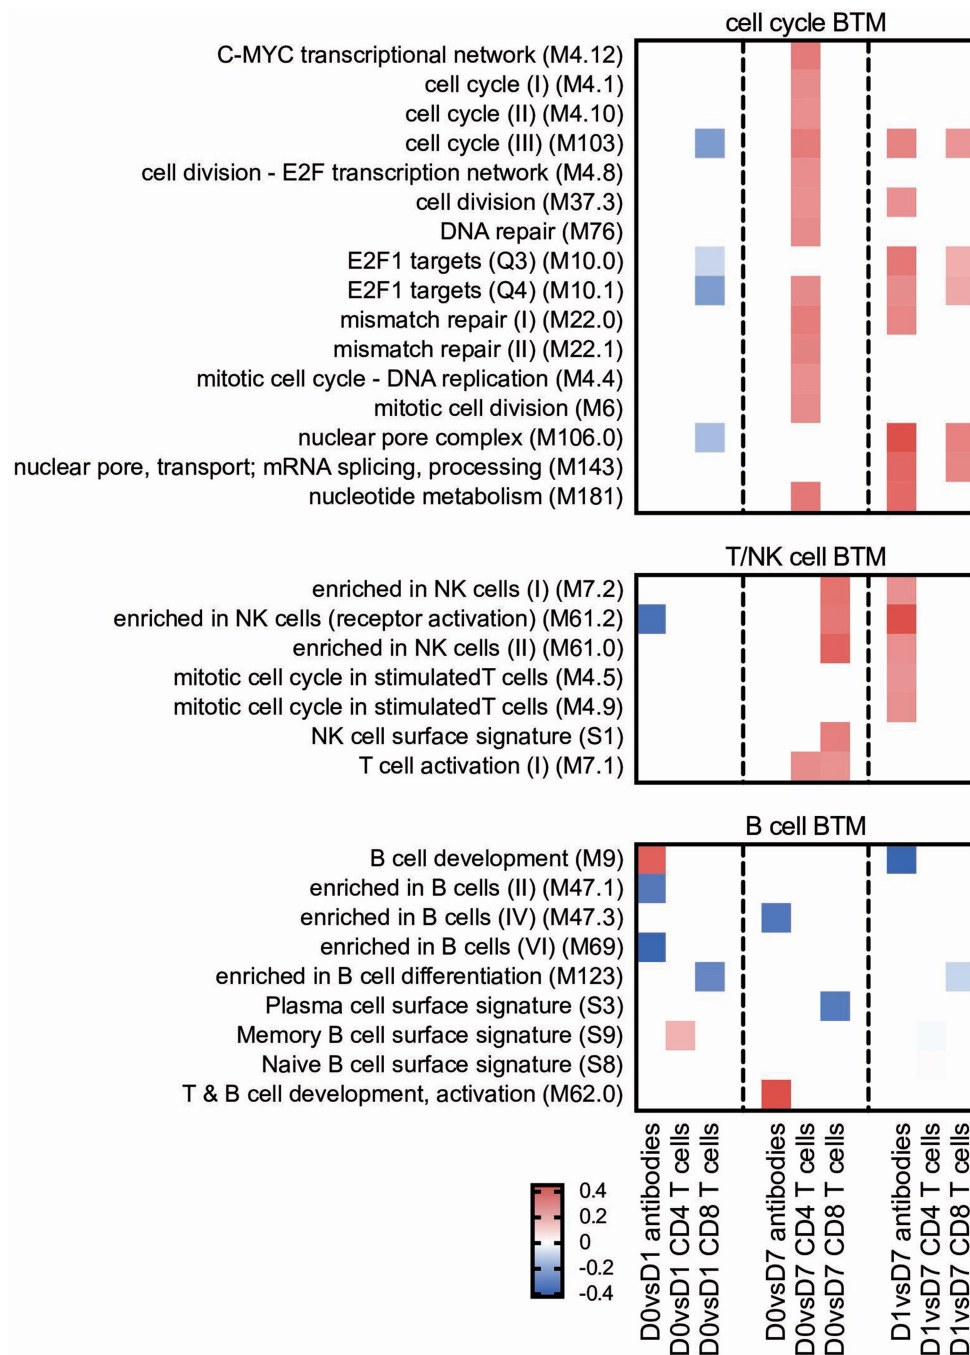 cell cycle BTM
C-MYC transcriptional network (M4.12)
cell cycle (I) (M4.1)
cell cycle (II) (M4.10)
cell cycle (III) (M103)
cell division - E2F transcription network (M4.8)
cell division (M37.3)
DNA repair (M76)
E2F1 targets (Q3) (M10.0)
E2F1 targets (Q4) (M10.1)
mismatch repair (I) (M22.0)
mismatch repair (II) (M22.1)
mitotic cell cycle - DNA replication (M4.4)
mitotic cell division (M6)
nuclear pore complex (M106.0)
nuclear pore, transport; mRNA splicing, processing (M143)
nucleotide metabolism (M181)
T/NK cell BTM
enriched in NK cells (I) (M7.2)
enriched in NK cells (receptor activation) (M61.2)
enriched in NK cells (II) (M61.0)
mitotic cell cycle in stimulatedT cells (M4.5)
mitotic cell cycle in stimulatedT cells (M4.9)
NK cell surface signature (S1)
T cell activation (I) (M7.1)
B cell BTM
B cell development (M9)
enriched in B cells (II) (M47.1)
enriched in B cells (IV) (M47.3)
enriched in B cells (VI) (M69)
enriched in B cell differentiation (M123)
Plasma cell surface signature (S3)
Memory B cell surface signature (S9)
Naive B cell surface signature (S8)
T & B cell development, activation (M62.0)
0.4
0.2
0
-0.2
-0.4
D0vsD1 antibodies
D0vsD1 CD4 T cells
D0vsD1 CD8 T cells
D0vsD7 antibodies
D0vsD7 CD4 T cells
D0vsD7 CD8 T cells
D1vsD7 antibodies
D1vsD7 CD4 T cells
D1vsD7 CD8 T cells